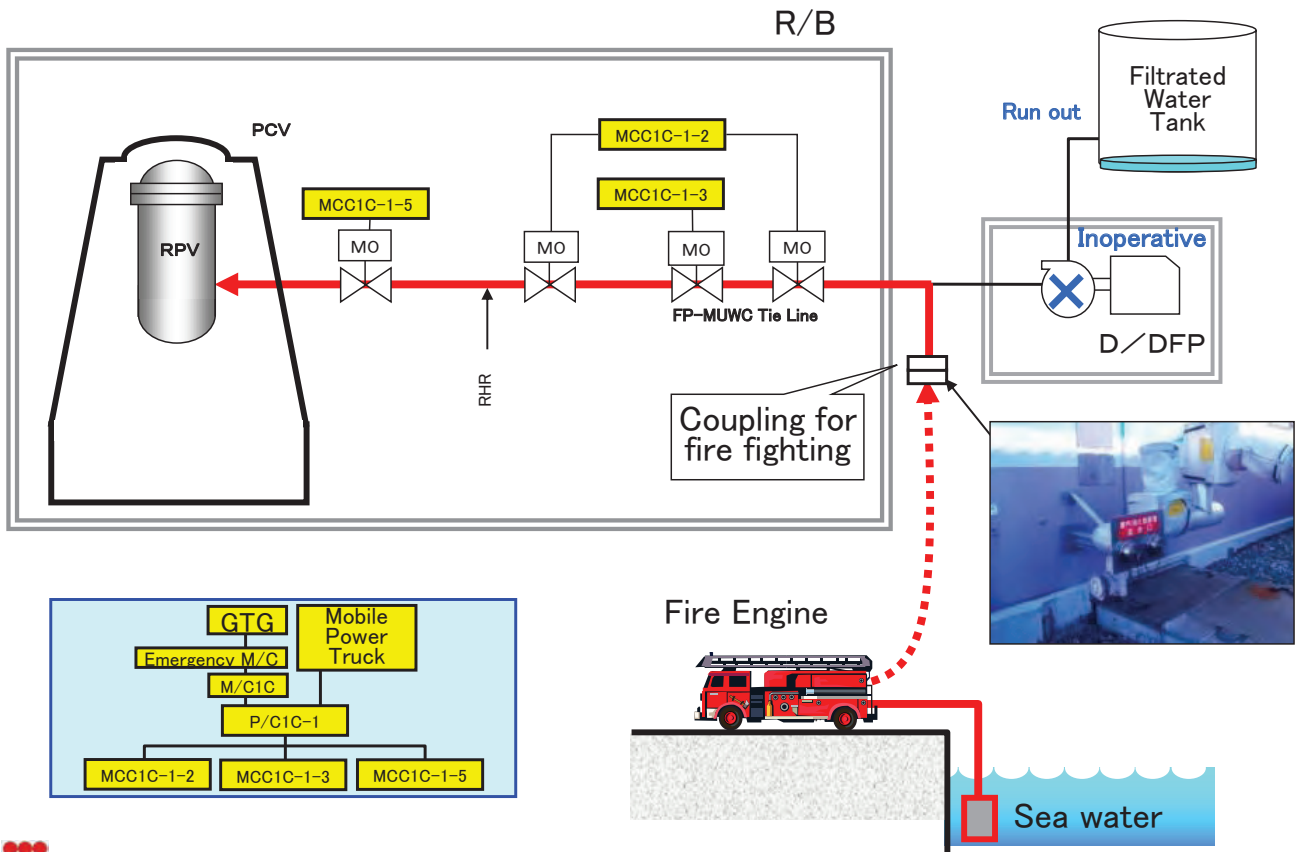 R/B
Filtrated
Water
Tank
Run out
PCV
RPV
MCC1C-1-5
MO
MCC1C-1-2
MCC1C-1-3
MO
MO
MO
FP-MUWC Tie Line
RHR
Inoperative
D/DFP
Coupling for
fire fighting
GTG
Mobile
Power
Truck
Emergency M/C
M/C1C
P/C1C-1
MCC1C-1-2
MCC1C-1-3
MCC1C-1-5
Fire Engine
Sea water